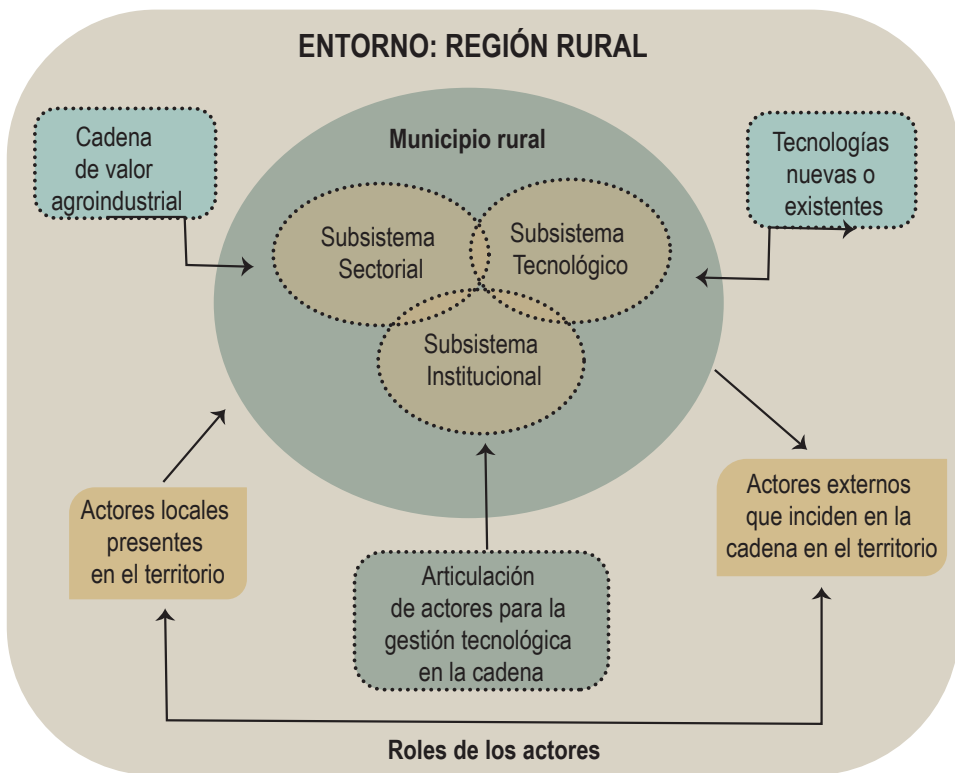 ENTORNO: REGIÓN RURAL
Cadena
de valor
agroindustrial
Municipio rural
Tecnologías
nuevas o
existentes
Subsistema
Sectorial
Subsistema
Tecnológico
Subsistema
Institucional
Actores locales
presentes
en el territorio
Articulación
de actores para la
gestión tecnológica
en la cadena
Actores externos
que inciden en la
cadena en el territorio
Roles de los actores